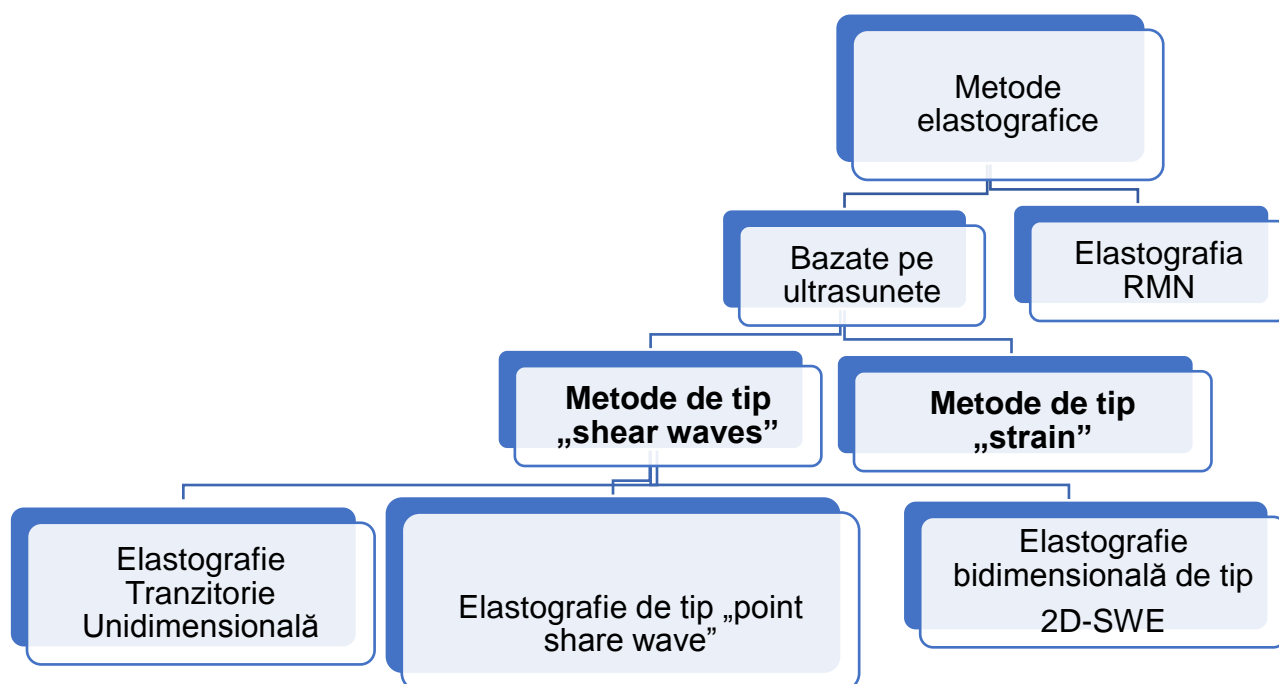 Metode
elastografice
Bazate pe
ultrasunete
Elastografia
RMN
Metode de tip
„shear waves”
Metode de tip
„strain”
Elastografie
Tranzitorie
Unidimensională
Elastografie de tip „point
share wave”
Elastografie
bidimensională de tip
2D-SWE